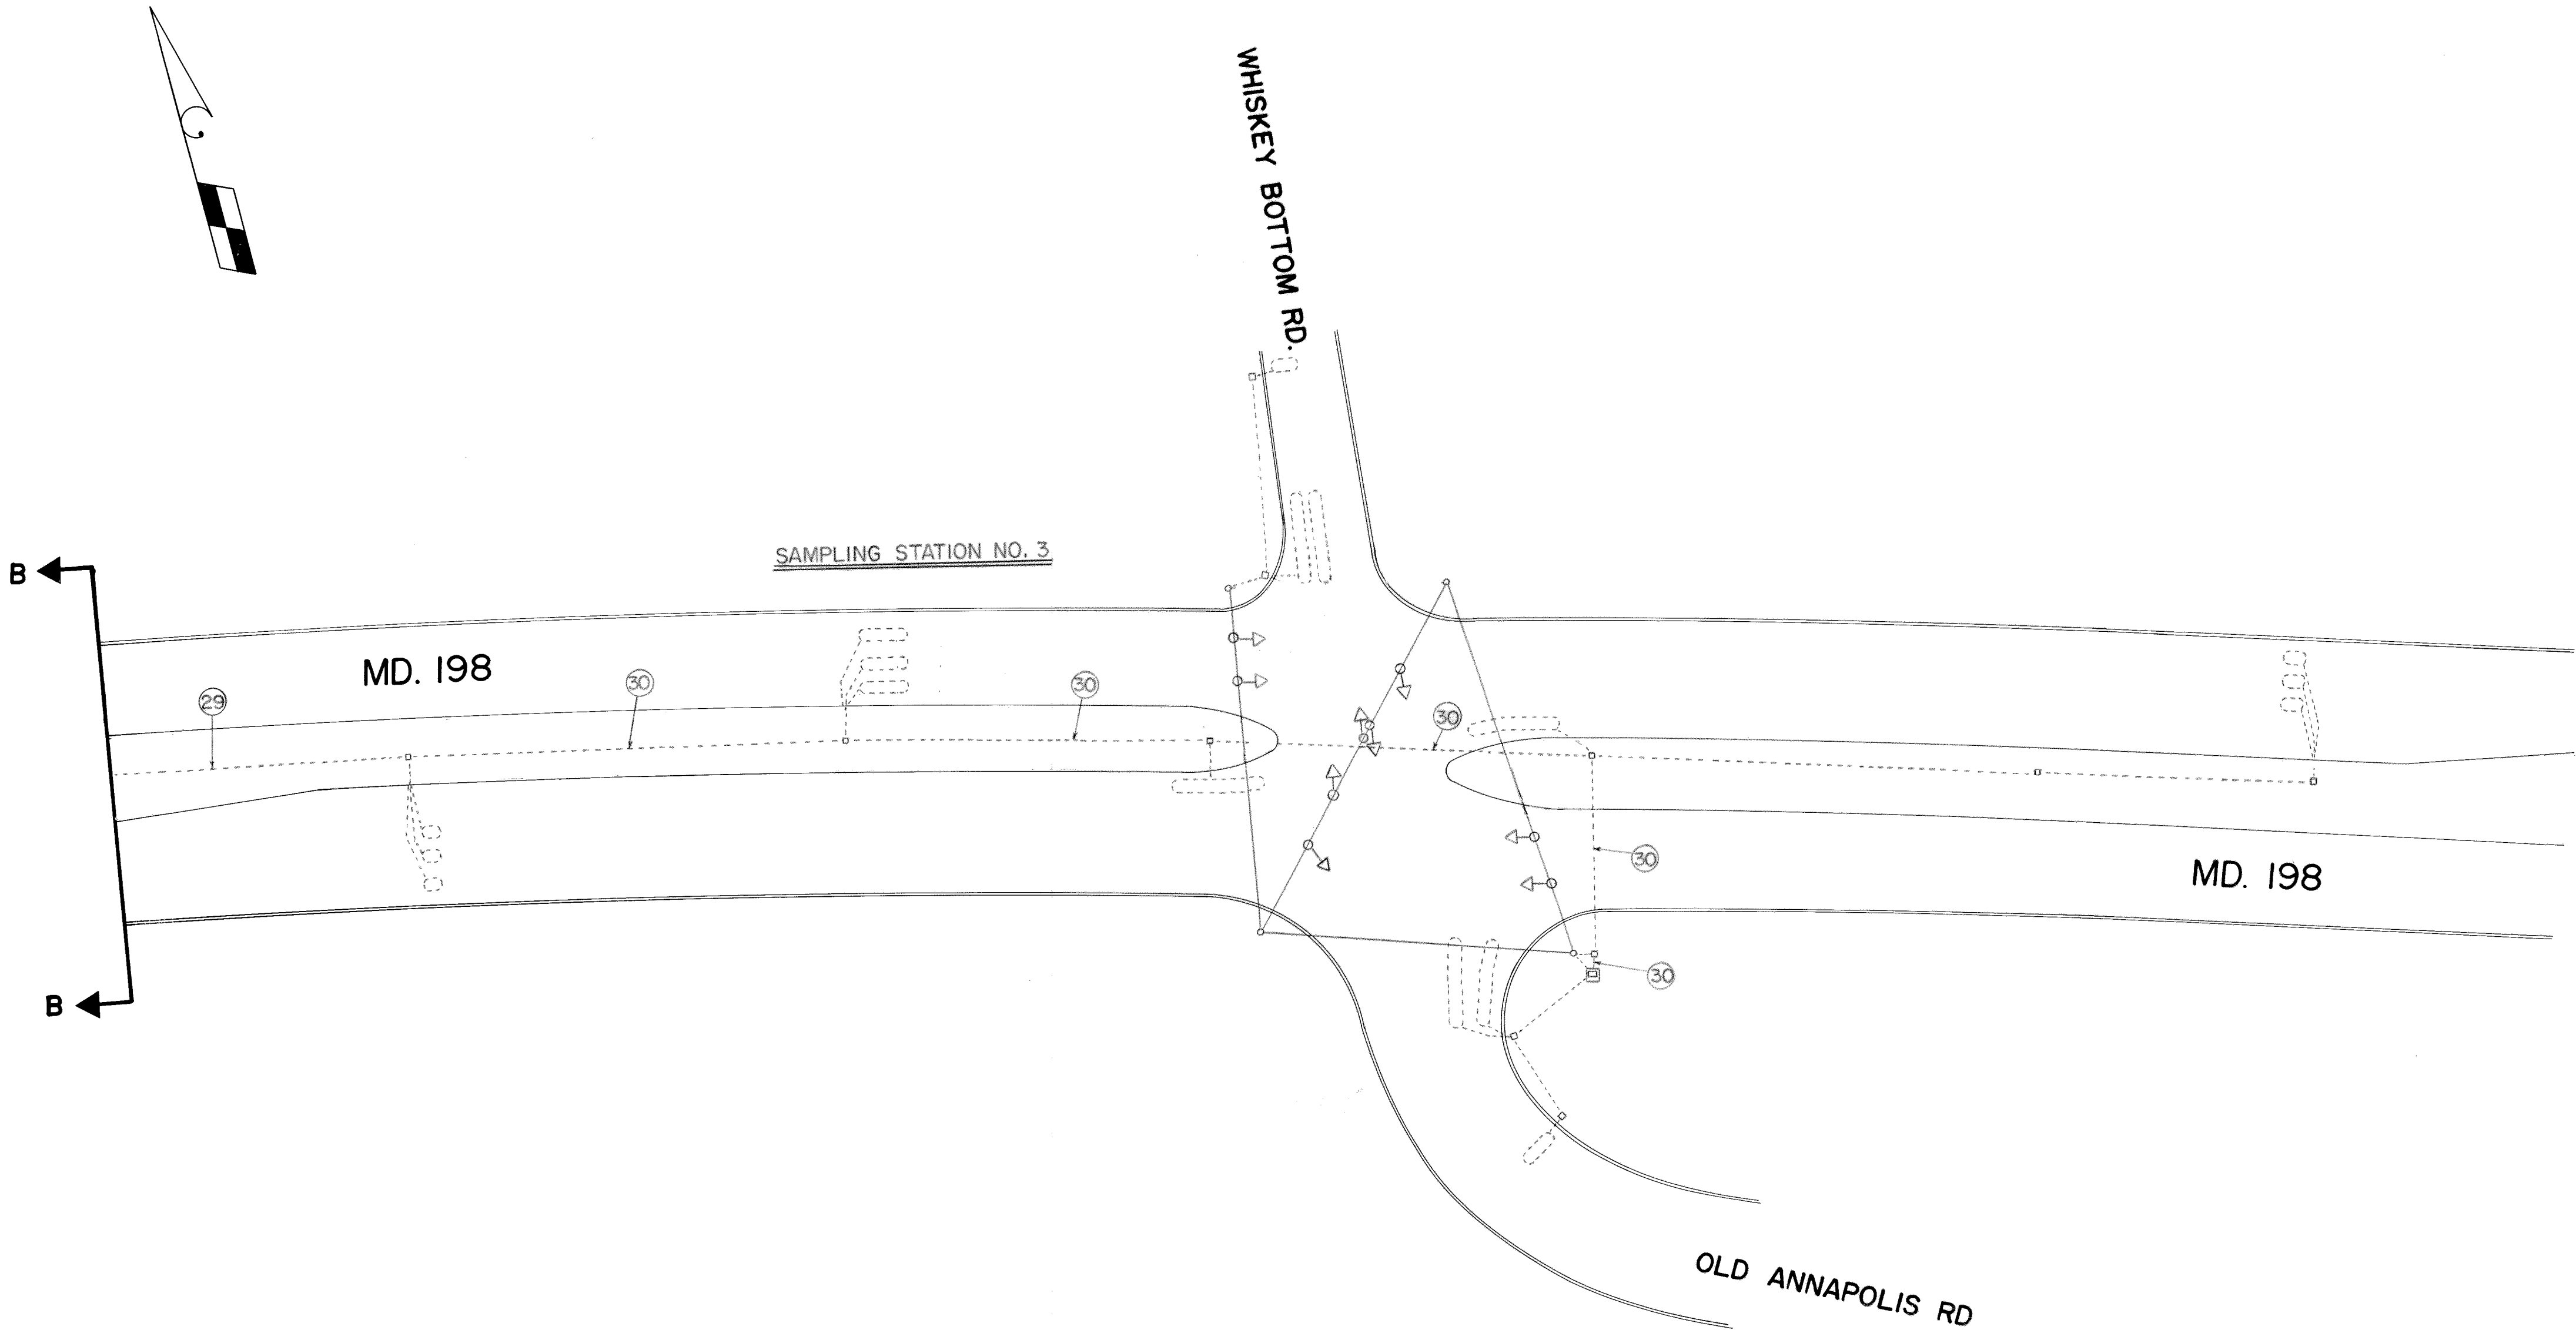 WHISKEY BOTTOM RD.
SAMPLING STATION NO. 3
B
MD. 198
29
30
30
30
30
MD. 198
30
B
OLD ANNAPOLIS RD